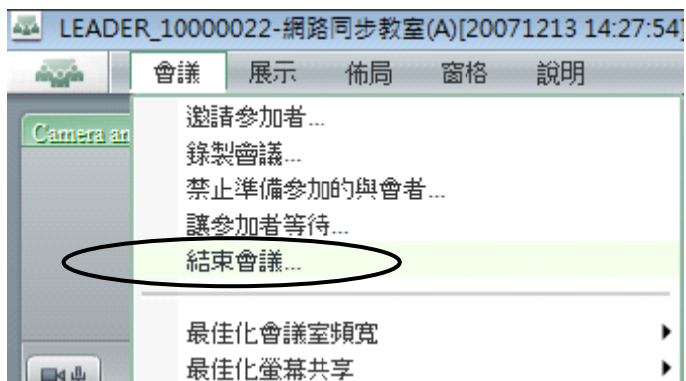 LEADER_10000022-網路同步教室(A)[20071213 14:27:54]
會議 展示 佈局 窗格 說明
Camera an
邀請參加者...
錄製會議...
禁止準備參加的與會者...
讓參加者等待...
結束會議...
最佳化會議室頻寬
最佳化螢幕共享